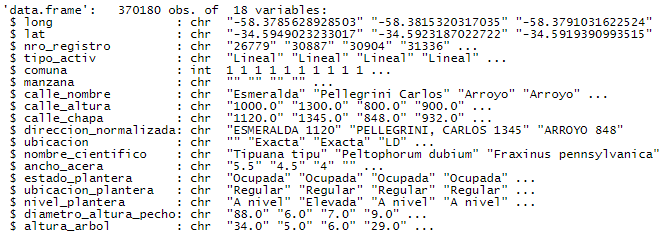 'data.frame':   370180 obs. of  18 variables:
 $ long                 : chr  "-58.3785628928503" "-58.3815320317035" "-58.3791031622524"
 $ lat                  : chr  "-34.5949023233017" "-34.5923187022722" "-34.5919390993515"
 $ nro_registro         : chr  "26779" "30887" "30904" "31336" ...
 $ tipo_activ           : chr  "Lineal" "Lineal" "Lineal" "Lineal" ...
 $ comuna               : int  1 1 1 1 1 1 1 1 1 1 ...
 $ manzana              : chr  "" "" "" "" ...
 $ calle_nombre         : chr  "Esmeralda" "Pellegrini Carlos" "Arroyo" "Arroyo" ...
 $ calle_altura         : chr  "1000.0" "1300.0" "800.0" "900.0" ...
 $ calle_chapa          : chr  "1120.0" "1345.0" "848.0" "932.0" ...
 $ direccion_normalizada: chr  "ESMERALDA 1120" "PELLEGRINI, CARLOS 1345" "ARROYO 848"
 $ ubicacion            : chr  "" "Exacta" "Exacta" "LD" ...
 $ nombre_cientifico    : chr  "Tipuana tipu" "Peltophorum dubium" "Fraxinus pennsylvanica"
 $ ancho_acera          : chr  "5.5" "4.5" "4" "" ...
 $ estado_plantera      : chr  "Ocupada" "Ocupada" "Ocupada" "Ocupada" ...
 $ ubicacion_plantera   : chr  "Regular" "Regular" "Regular" "Regular" ...
 $ nivel_plantera       : chr  "A nivel" "Elevada" "A nivel" "A nivel" ...
 $ diametro_altura_pecho: chr  "88.0" "6.0" "7.0" "9.0" ...
 $ altura_arbol         : chr  "34.0" "5.0" "6.0" "29.0" ...